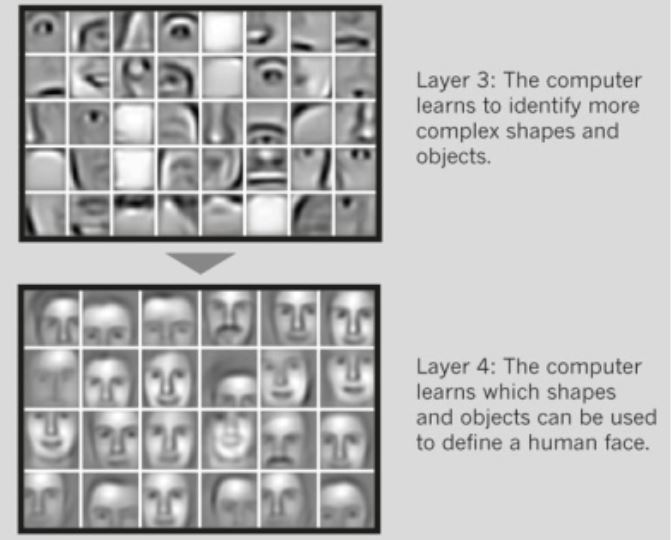 Layer 3: The computer
learns to identify more
complex shapes and
objects.
Layer 4: The computer
learns which shapes
and objects can be used
to define a human face.